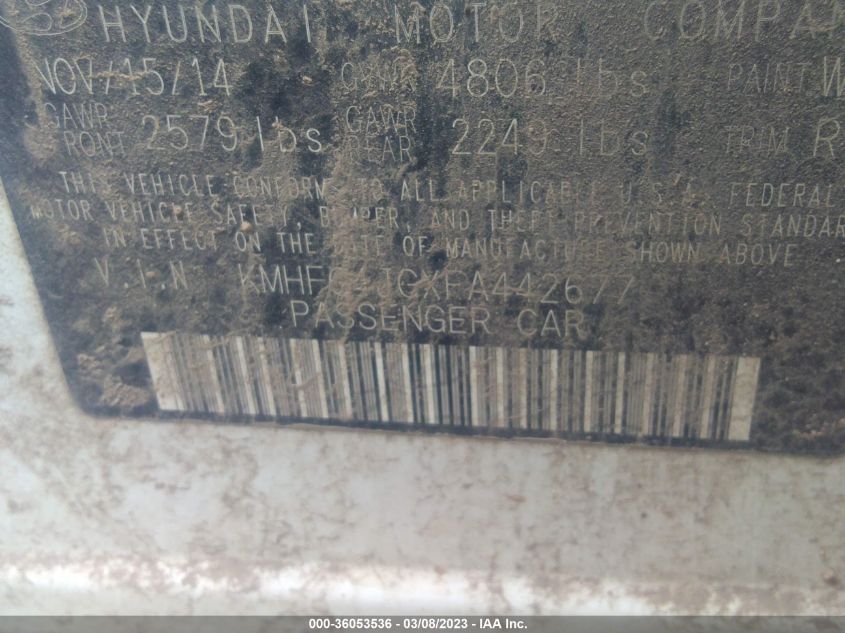 HYUNDAI MOTOR COMPAN
NOV/15/14 GVWR 4806 lbs PAINT W
GAWR FRONT 2579 lbs GAWR REAR 2249 lbs TRIM R
THIS VEHICLE CONFORMS TO ALL APPLICABLE U.S.A. FEDERAL
MOTOR VEHICLE SAFETY, BUMPER, AND THEFT PREVENTION STANDAR
IN EFFECT ON THE DATE OF MANUFACTURE SHOWN ABOVE
V.I.N
PASSENGER CAR
000-36053536 - 03/08/2023 - IAA Inc.